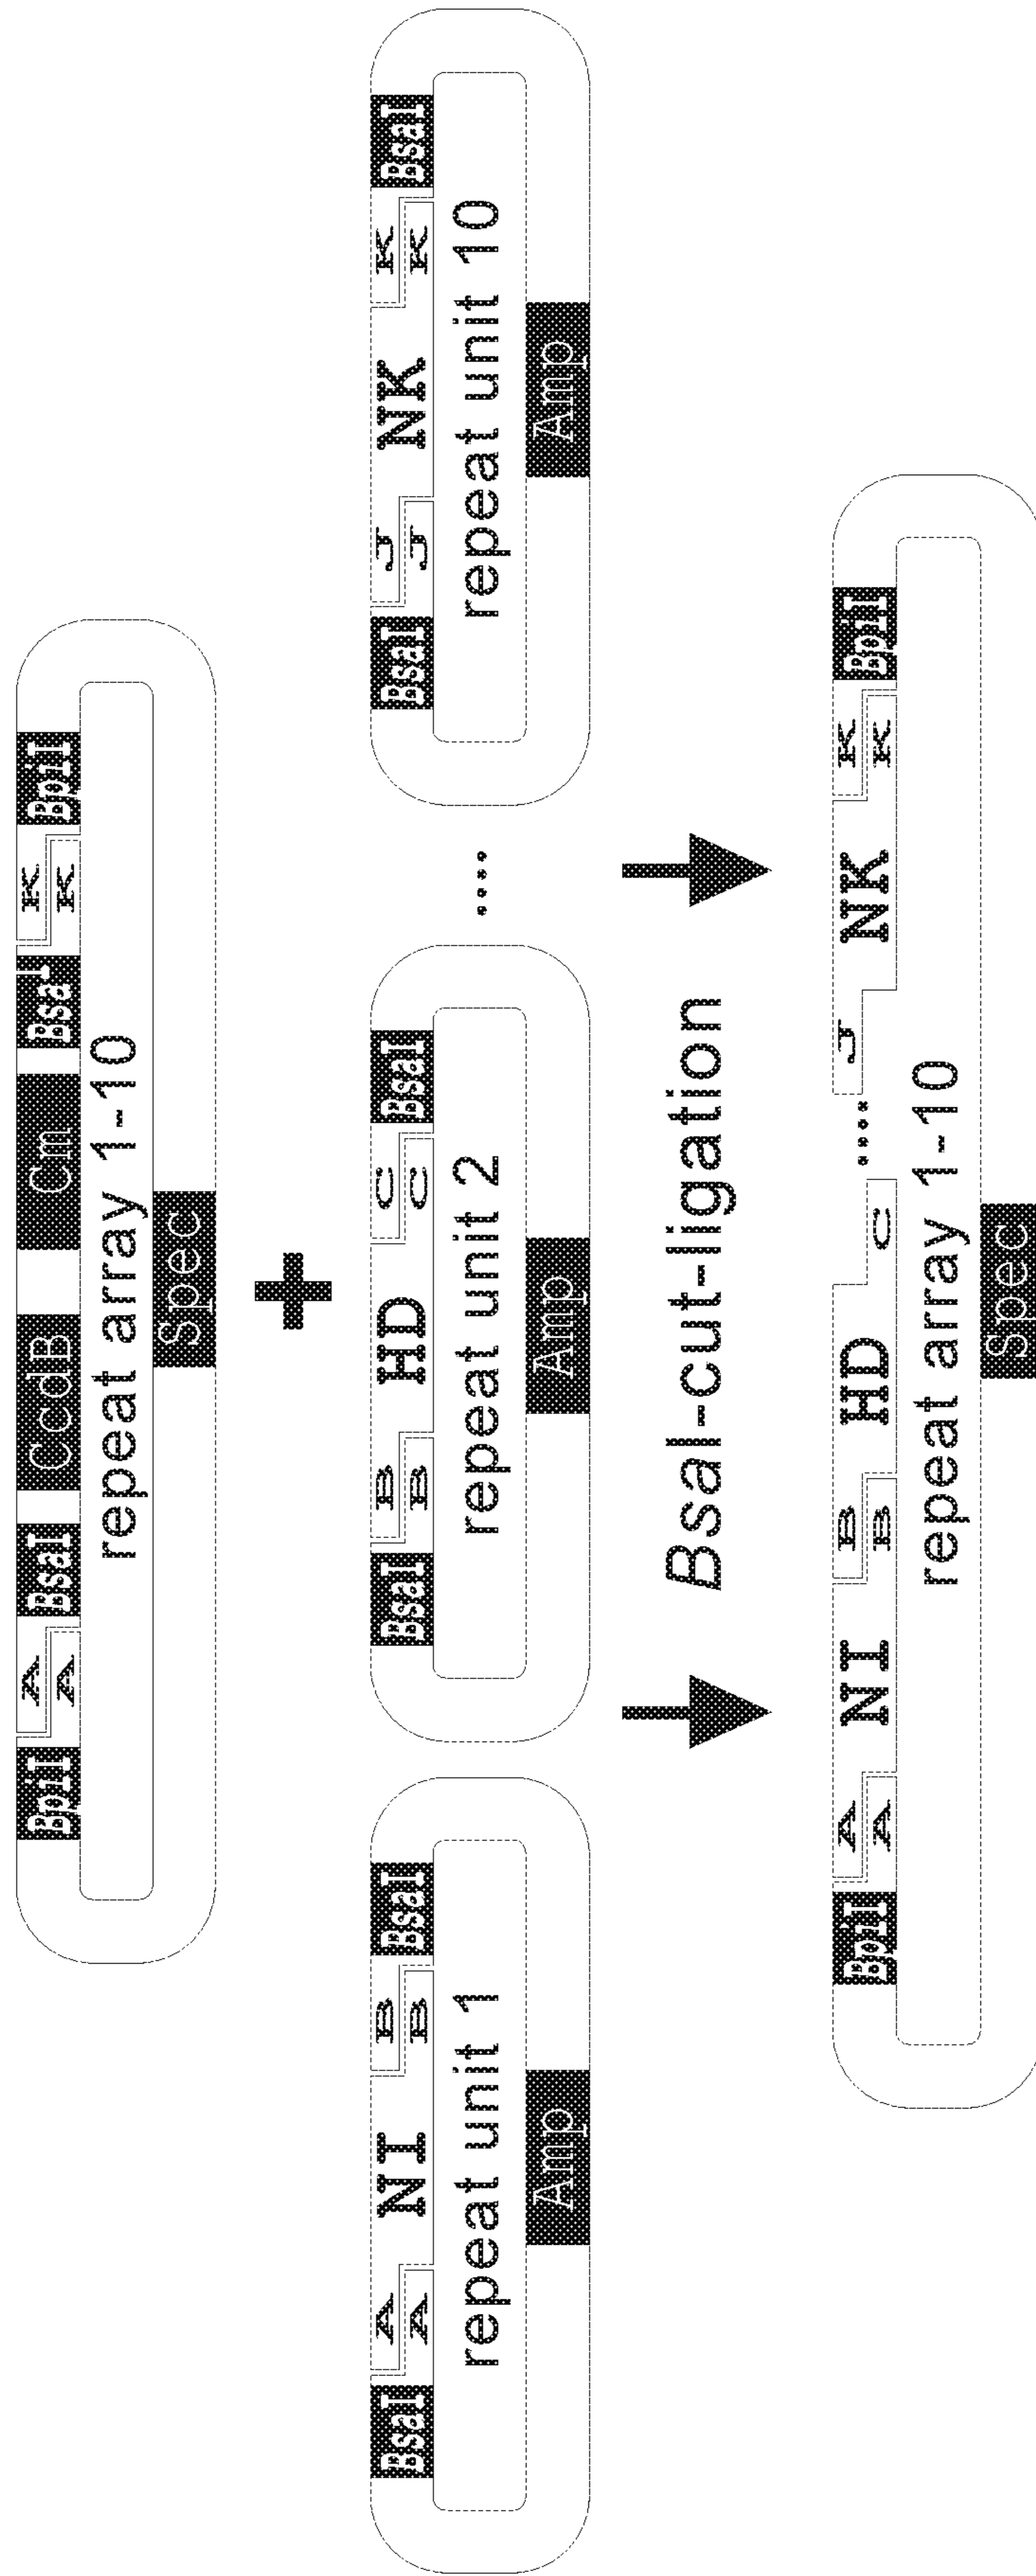 BpiI A A BsaI CcdB Cm BsaI K K BpiI
repeat array 1-10
Spec
+
BsaI A A NI B B BsaI
repeat unit 1
Amp
BsaI B B HD C C BsaI
repeat unit 2
Amp
....
BsaI J J NK K K BsaI
repeat unit 10
Amp
BsaI-cut-ligation
BpiI A A NI B B HD C .... J NK K K BpiI
repeat array 1-10
Spec